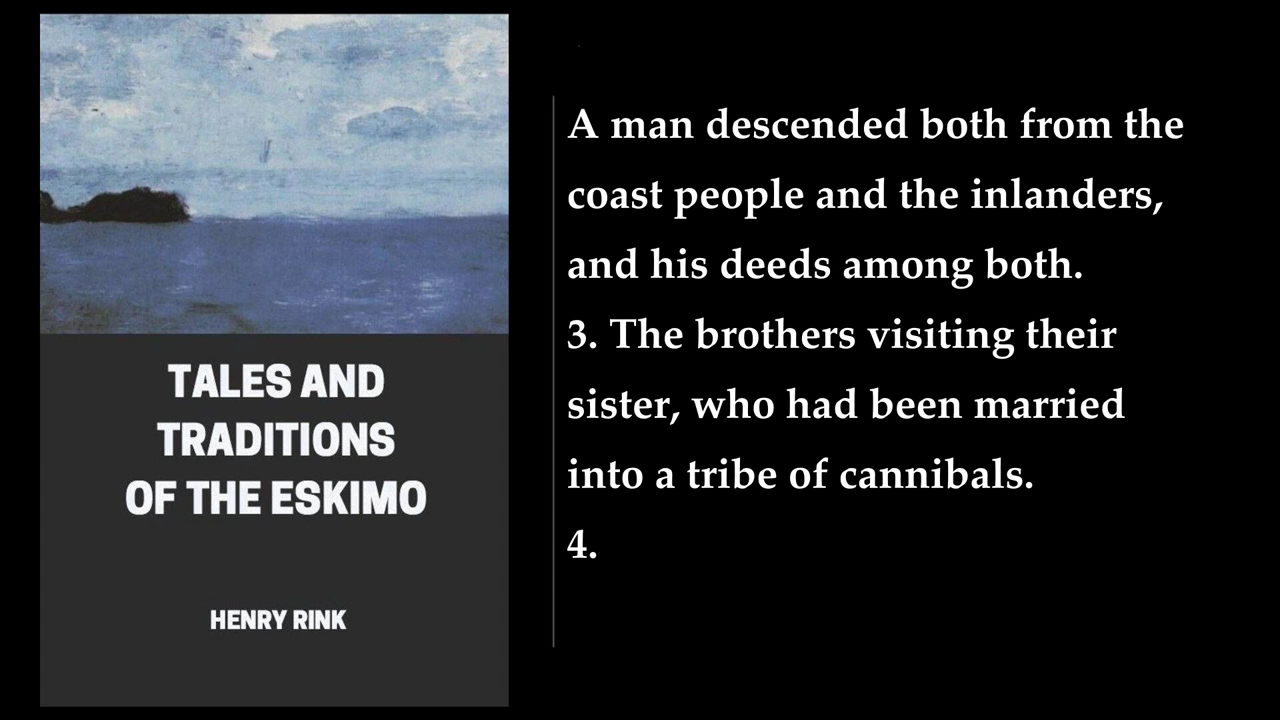 TALES AND
TRADITIONS
OF THE ESKIMO
HENRY RINK
A man descended both from the
coast people and the inlanders,
and his deeds among both.
3. The brothers visiting their
sister, who had been married
into a tribe of cannibals.
4.